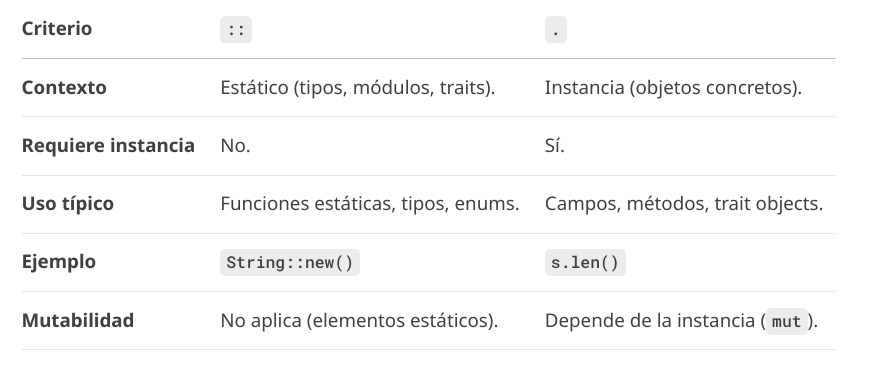 Criterio :: .
Contexto Estático (tipos, módulos, traits). Instancia (objetos concretos).
Requiere instancia No. Sí.
Uso típico Funciones estáticas, tipos, enums. Campos, métodos, trait objects.
Ejemplo String::new() s.len()
Mutabilidad No aplica (elementos estáticos). Depende de la instancia (mut).